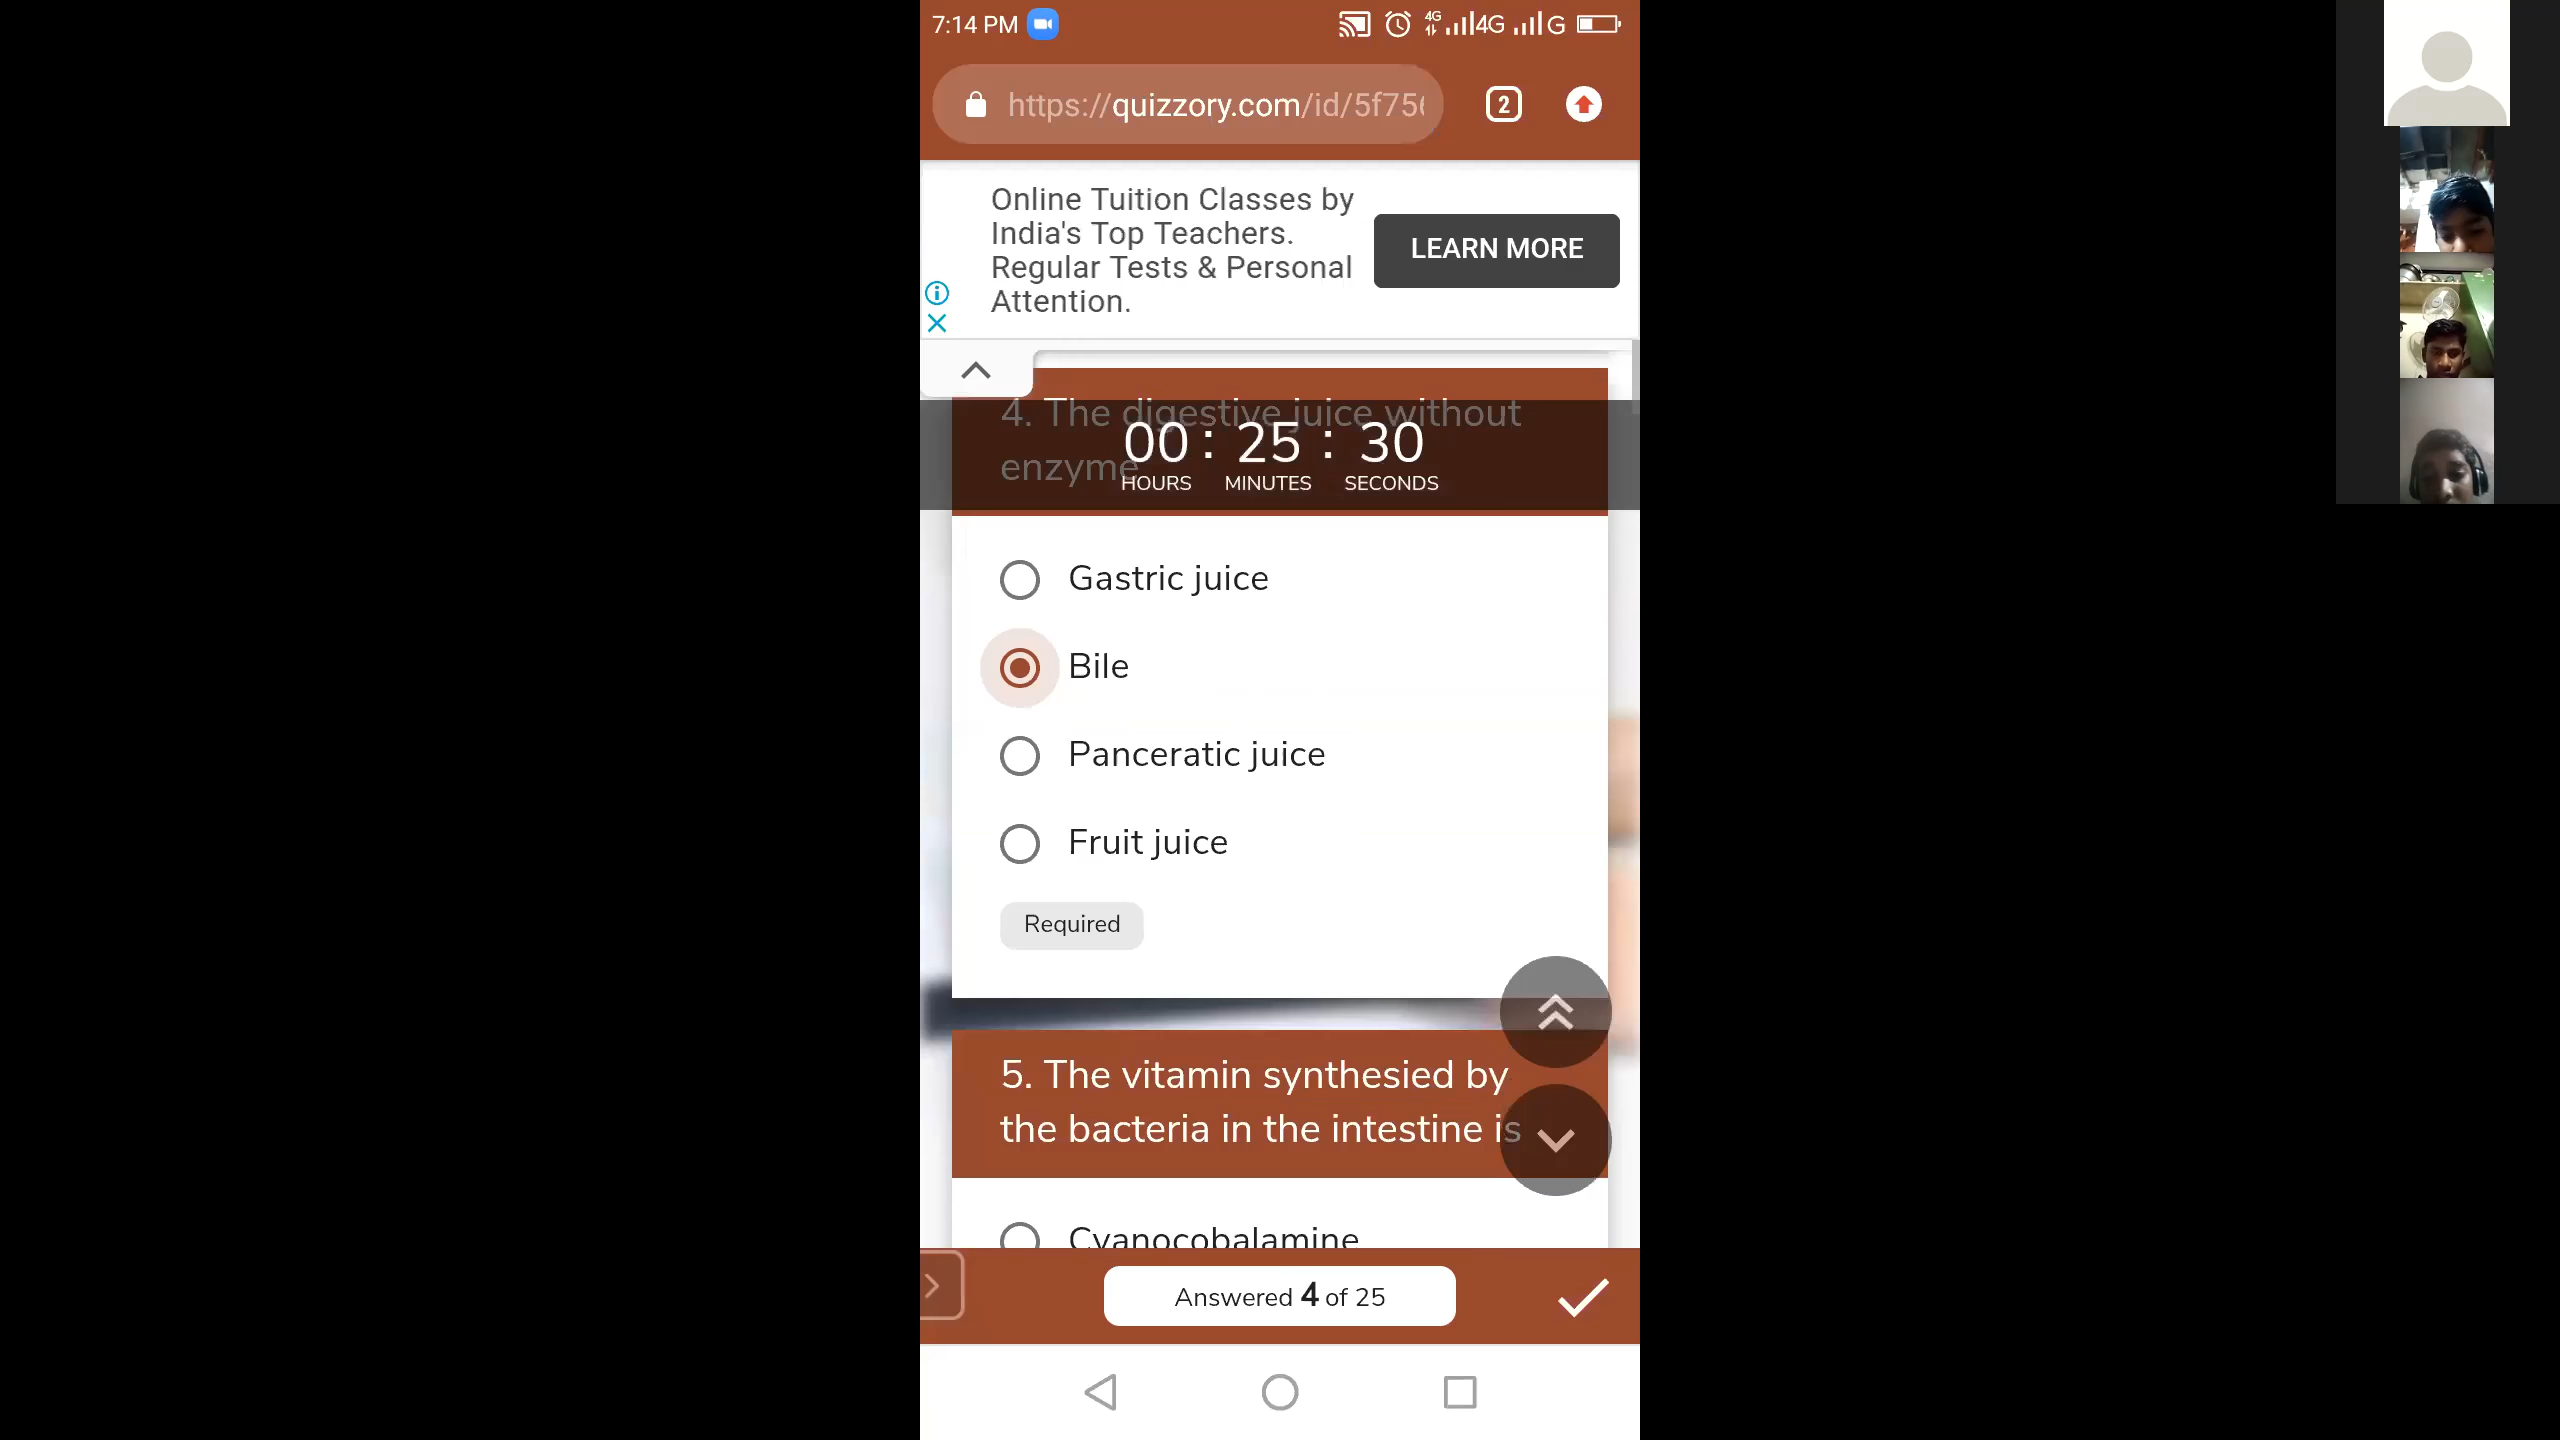 7:14 PM
4G 4G G
https://quizzory.com/id/5f756
2
Online Tuition Classes by
India's Top Teachers.
Regular Tests & Personal
Attention.
LEARN MORE
4. The digestive juice without
enzyme
00 : 25 : 30
HOURS MINUTES SECONDS
Gastric juice
Bile
Panceratic juice
Fruit juice
Required
5. The vitamin synthesied by
the bacteria in the intestine is
Cyanocobalamine
Answered 4 of 25